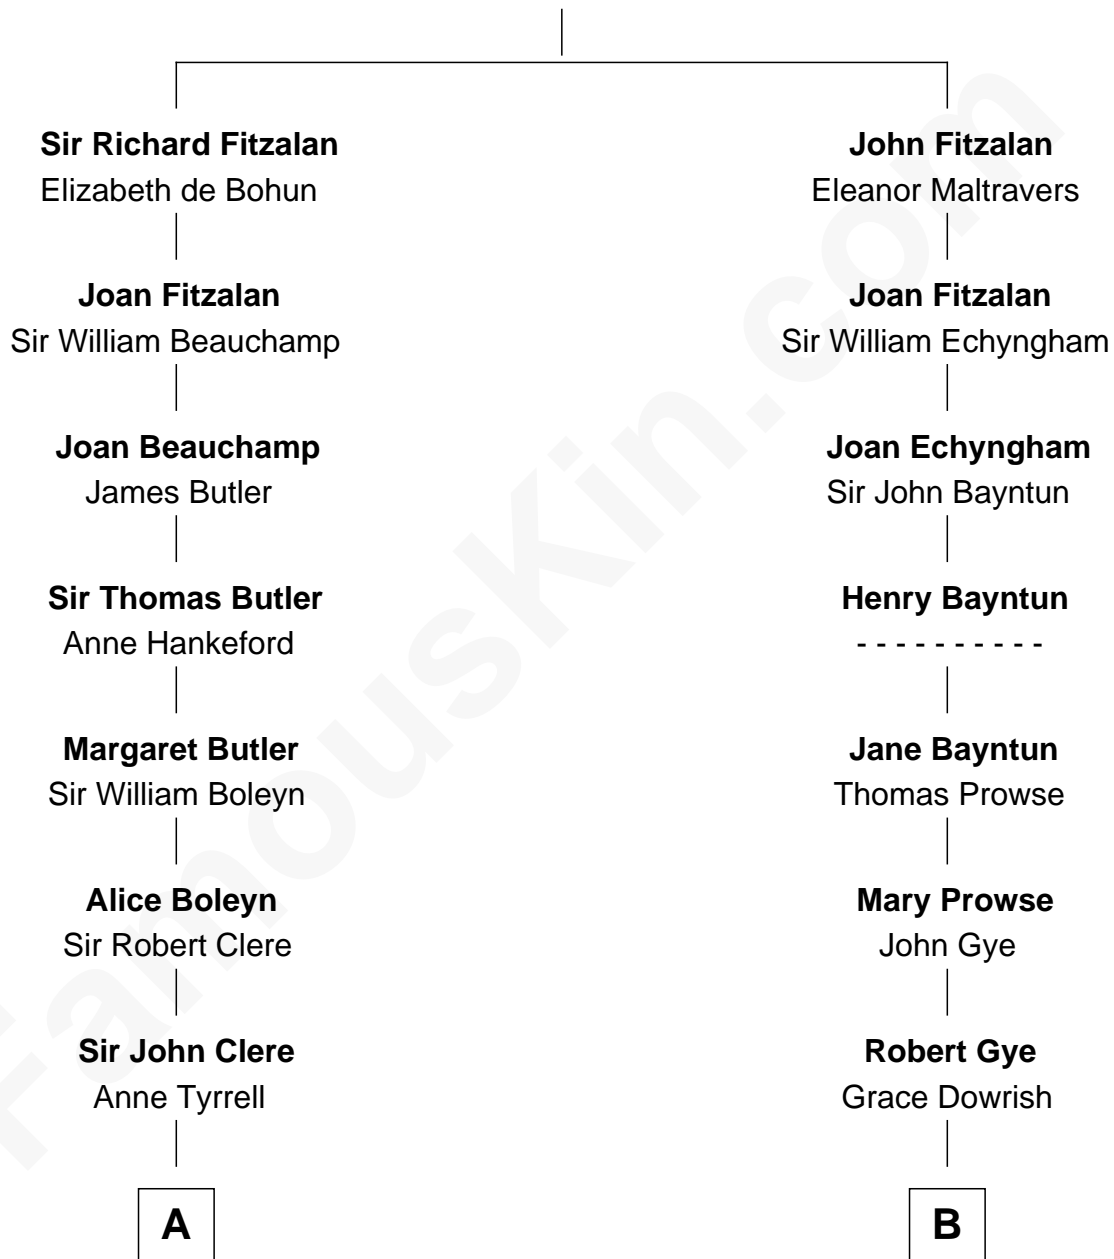 Sir Richard Fitzalan
Elizabeth de Bohun
Joan Fitzalan
Sir William Beauchamp
Joan Beauchamp
James Butler
Sir Thomas Butler
Anne Hankeford
Margaret Butler
Sir William Boleyn
Alice Boleyn
Sir Robert Clere
Sir John Clere
Anne Tyrrell
A
John Fitzalan
Eleanor Maltravers
Joan Fitzalan
Sir William Echyngham
Joan Echyngham
Sir John Bayntun
Henry Bayntun
- - - - - - - - - -
Jane Bayntun
Thomas Prowse
Mary Prowse
John Gye
Robert Gye
Grace Dowrish
B
FamousKin.com